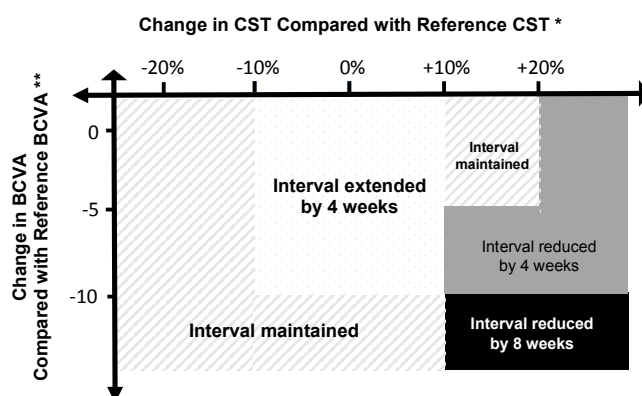 Change in CST Compared with Reference CST *
-20% -10% 0% +10% +20%
Change in BCVA
Compared with Reference BCVA **
0
-5
-10
Interval extended
by 4 weeks
Interval
maintained
Interval reduced
by 4 weeks
Interval maintained
Interval reduced
by 8 weeks